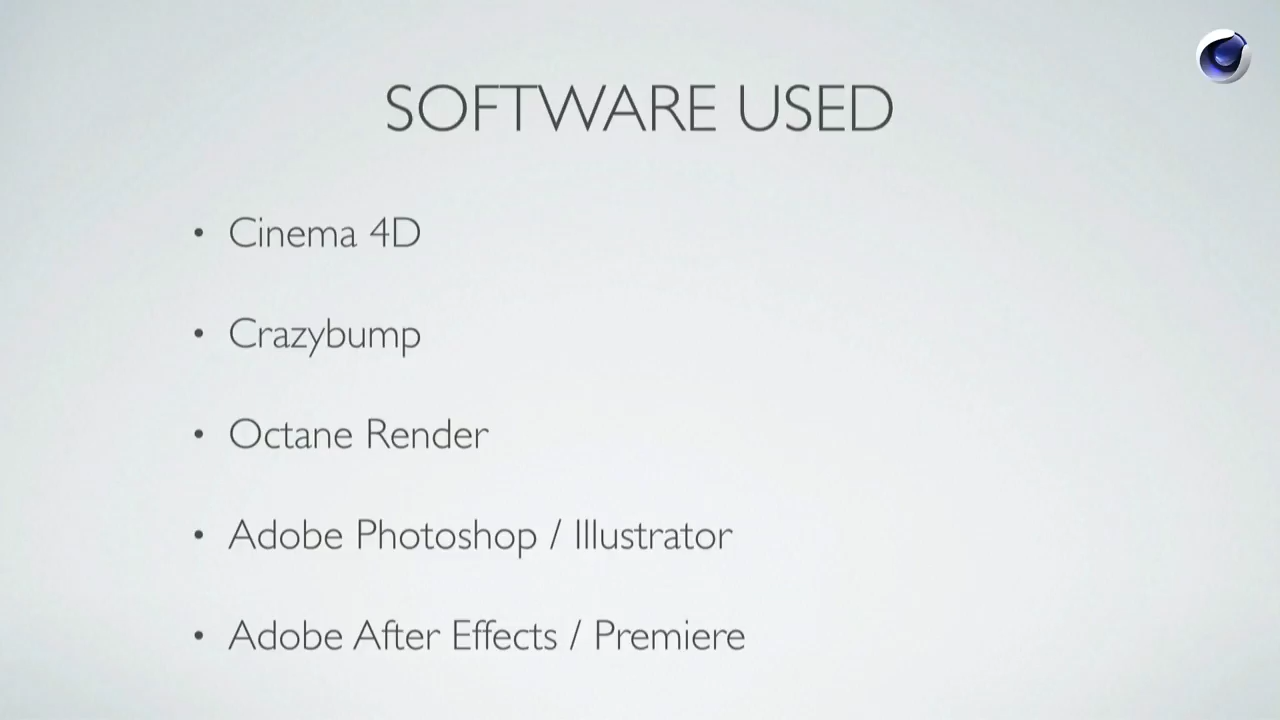 SOFTWARE USED
• Cinema 4D
• Crazybump
• Octane Render
• Adobe Photoshop / Illustrator
• Adobe After Effects / Premiere